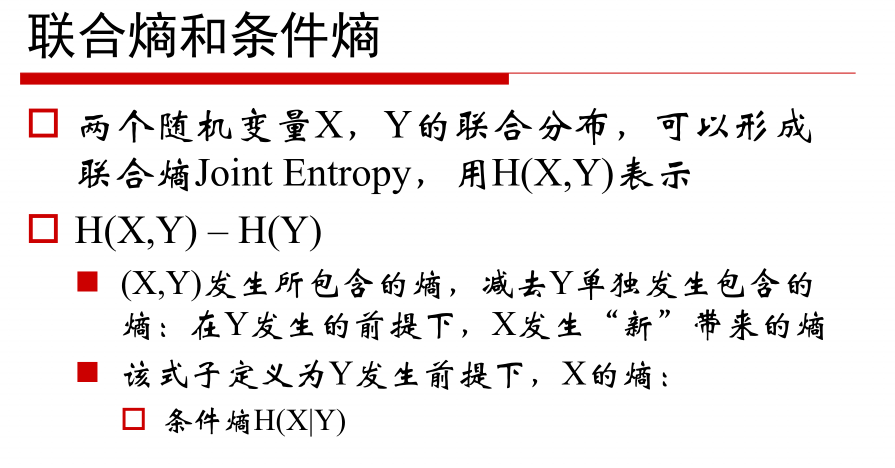 联合熵和条件熵
两个随机变量X，Y的联合分布，可以形成
联合熵Joint Entropy，用H(X,Y)表示
H(X,Y) – H(Y)
(X,Y)发生所包含的熵，减去Y单独发生包含的
熵：在Y发生的前提下，X发生“新”带来的熵
该式子定义为Y发生前提下，X的熵：
条件熵H(X|Y)